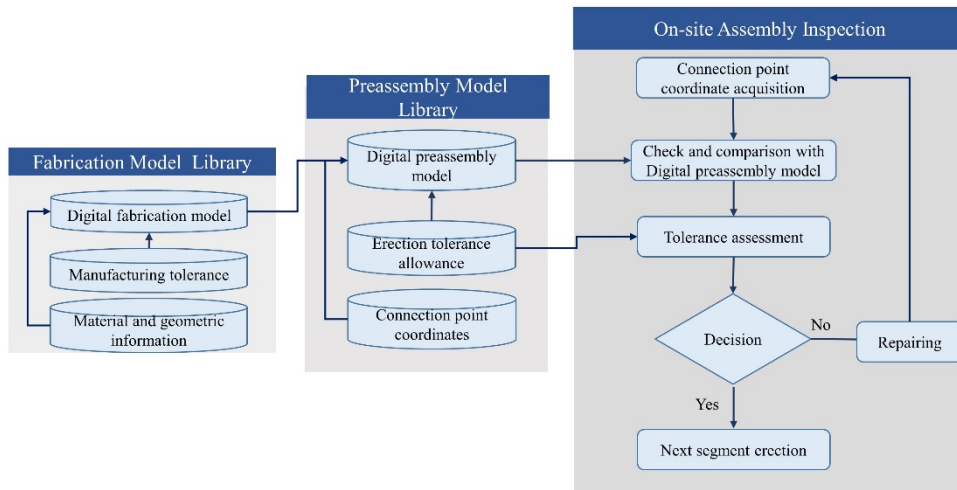 Fabrication Model Library
Digital fabrication model
Manufacturing tolerance
Material and geometric
information
Preassembly Model
Library
Digital preassembly
model
Erection tolerance
allowance
Connection point
coordinates
On-site Assembly Inspection
Connection point
coordinate acquisition
Check and comparison with
Digital preassembly model
Tolerance assessment
Decision
No
Repairing
Yes
Next segment erection